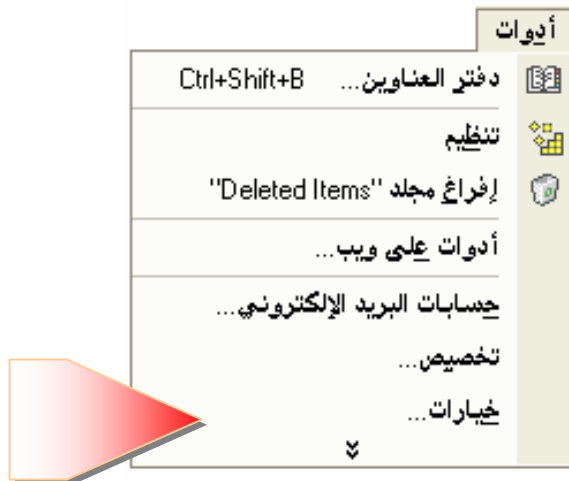 أدوات
دفتر العناوين... Ctrl+Shift+B
تنظيم
إفراغ مجلد "Deleted Items"
أدوات على ويب...
حسابات البريد الإلكتروني...
تخصيص...
خيارات...